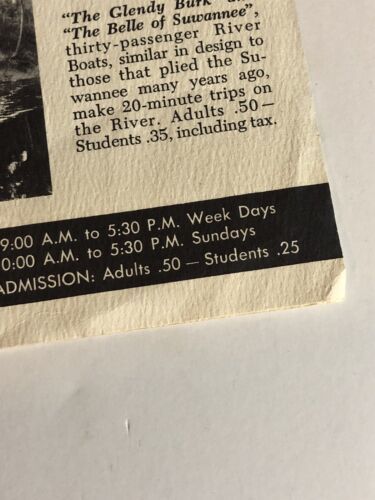 "The Glendy Burk"
"The Belle of Suwannee",
thirty-passenger River
Boats, similar in design to
those that plied the Su-
wannee many years ago,
make 20-minute trips on
the River. Adults .50—
Students .35, including tax.
9:00 A.M. to 5:30 P.M. Week Days
0:00 A.M. to 5:30 P.M. Sundays
ADMISSION: Adults .50 — Students .25